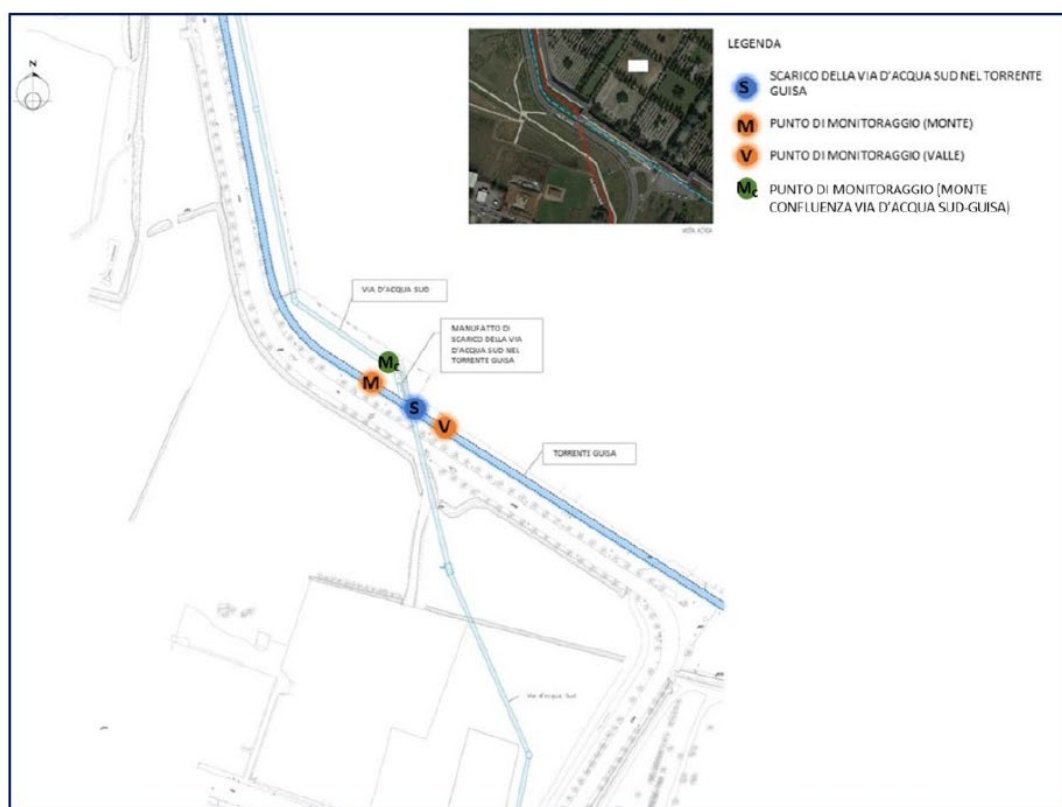 N
LEGENDA
S
SCARICO DELLA VIA D'ACQUA SUD NEL TORRENTE
GUISA
M
PUNTO DI MONITORAGGIO (MONTE)
V
PUNTO DI MONITORAGGIO (VALLE)
Mc
PUNTO DI MONITORAGGIO (MONTE
CONFLUENZA VIA D'ACQUA SUD-GUISA)
VIA D'ACQUA SUD
MANUFATTO DI
SCARICO DELLA VIA
D'ACQUA SUD NEL
TORRENTE GUISA
Mc
M
S
V
TORRENTE GUISA
Via d'acqua Sud